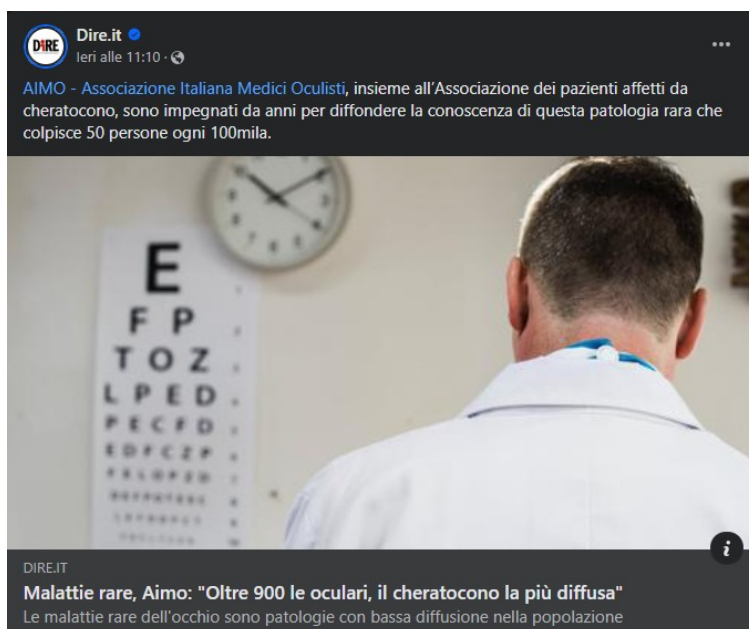 DiRE
Dire.it
Ieri alle 11:10 ·
AIMO - Associazione Italiana Medici Oculisti, insieme all'Associazione dei pazienti affetti da
cheratocono, sono impegnati da anni per diffondere la conoscenza di questa patologia rara che
colpisce 50 persone ogni 100mila.
E
F P
T O Z
L P E D
P E C F D
E D F C Z P
F E L O P Z D
DIRE.IT
Malattie rare, Aimo: "Oltre 900 le oculari, il cheratocono la più diffusa"
Le malattie rare dell'occhio sono patologie con bassa diffusione nella popolazione